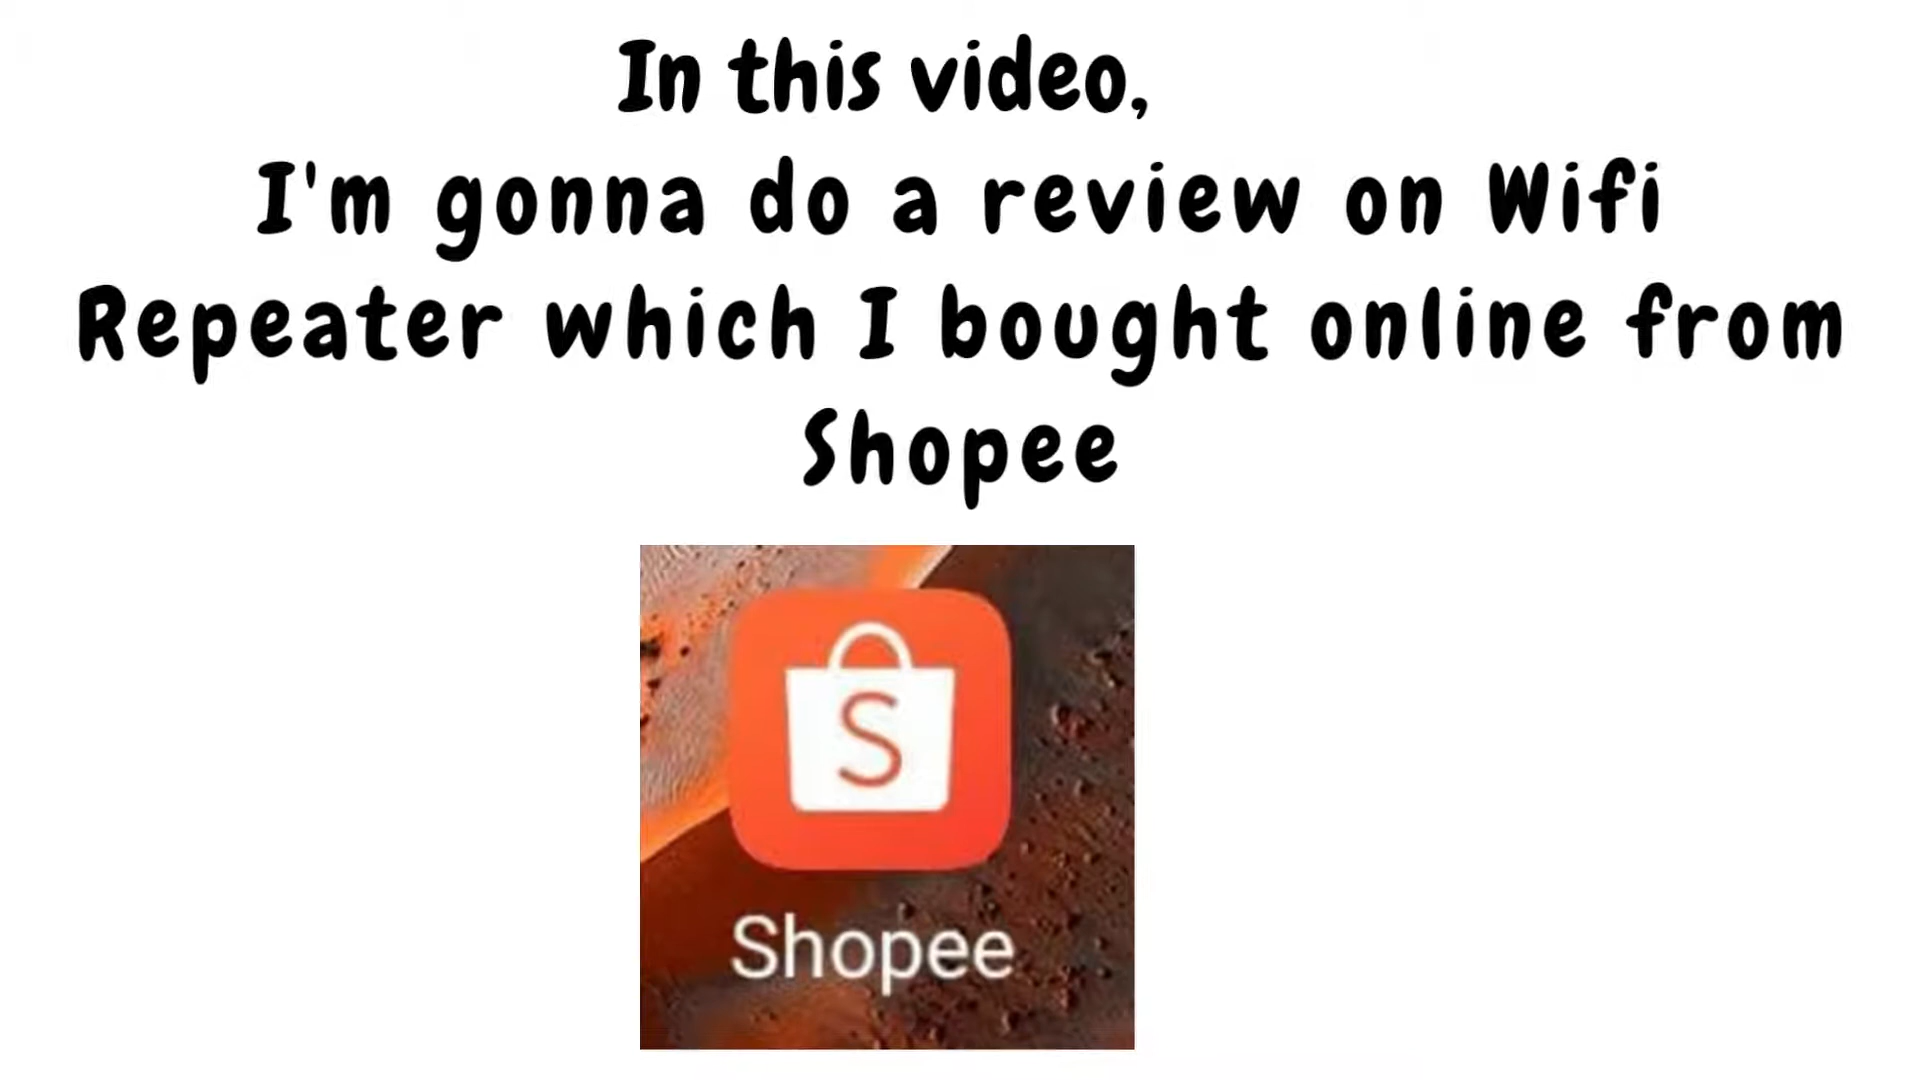 In this video,
I'm gonna do a review on Wifi
Repeater which I bought online from
Shopee
S
Shopee